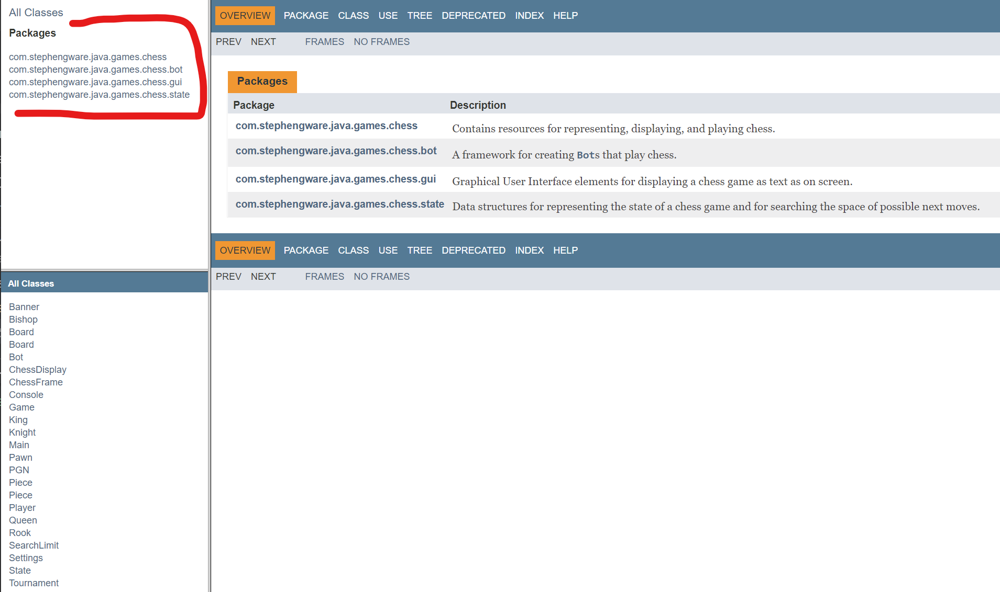 All Classes
Packages
com.stephengware.java.games.chess
com.stephengware.java.games.chess.bot
com.stephengware.java.games.chess.gui
com.stephengware.java.games.chess.state
All Classes
Banner
Bishop
Board
Board
Bot
ChessDisplay
ChessFrame
Console
Game
King
Knight
Main
Pawn
PGN
Piece
Piece
Player
Queen
Rook
SearchLimit
Settings
State
Tournament
OVERVIEW PACKAGE CLASS USE TREE DEPRECATED INDEX HELP
PREV NEXT FRAMES NO FRAMES
Packages
Package Description
com.stephengware.java.games.chess Contains resources for representing, displaying, and playing chess.
com.stephengware.java.games.chess.bot A framework for creating Bots that play chess.
com.stephengware.java.games.chess.gui Graphical User Interface elements for displaying a chess game as text as on screen.
com.stephengware.java.games.chess.state Data structures for representing the state of a chess game and for searching the space of possible next moves.
OVERVIEW PACKAGE CLASS USE TREE DEPRECATED INDEX HELP
PREV NEXT FRAMES NO FRAMES